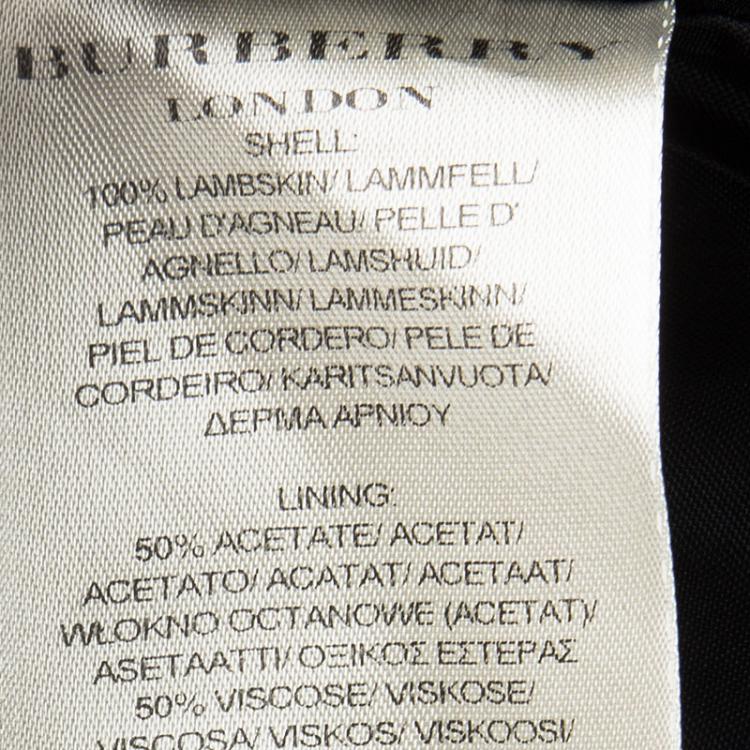 BURBERRY
LONDON
SHELL:
100% LAMBSKIN/ LAMMFELL/
PEAU D'AGNEAU/ PELLE D'
AGNELLO/ LAMSHUID/
LAMMSKINN/ LAMMESKINN/
PIEL DE CORDERO/ PELE DE
CORDEIRO/ KARITSANVUOTA/
ΔΕΡΜΑ ΑΡΝΙΟΥ
LINING:
50% ACETATE/ ACETAT/
ACETATO/ ACATAT/ ACETAAT/
WŁOKNO OCTANOWE (ACETAT)/
ASETAATTI/ ΟΞΙΚΟΣ ΕΣΤΕΡΑΣ
50% VISCOSE/ VISKOSE/
VISCOSA/ VISKOS/ VISKOOSI/